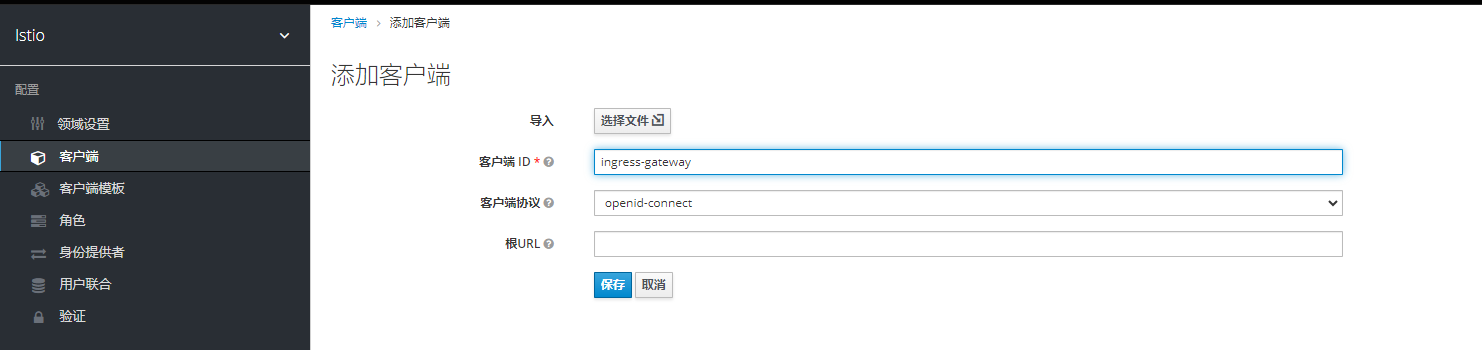 Istio
配置
领域设置
客户端
客户端模板
角色
身份提供者
用户联合
验证
客户端 > 添加客户端
添加客户端
导入 选择文件
客户端 ID * ingress-gateway
客户端协议 openid-connect
根URL
保存 取消